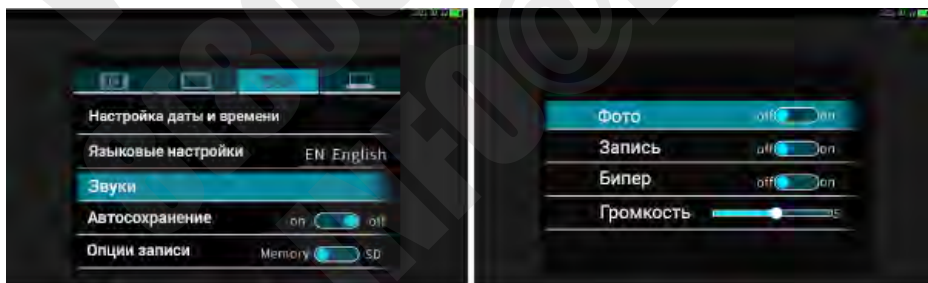 Настройка даты и времени
Языковые настройки EN English
Звуки
Автосохранение on off
Опции записи Memory SD
Фото off on
Запись off on
Бипер off on
Громкость 5